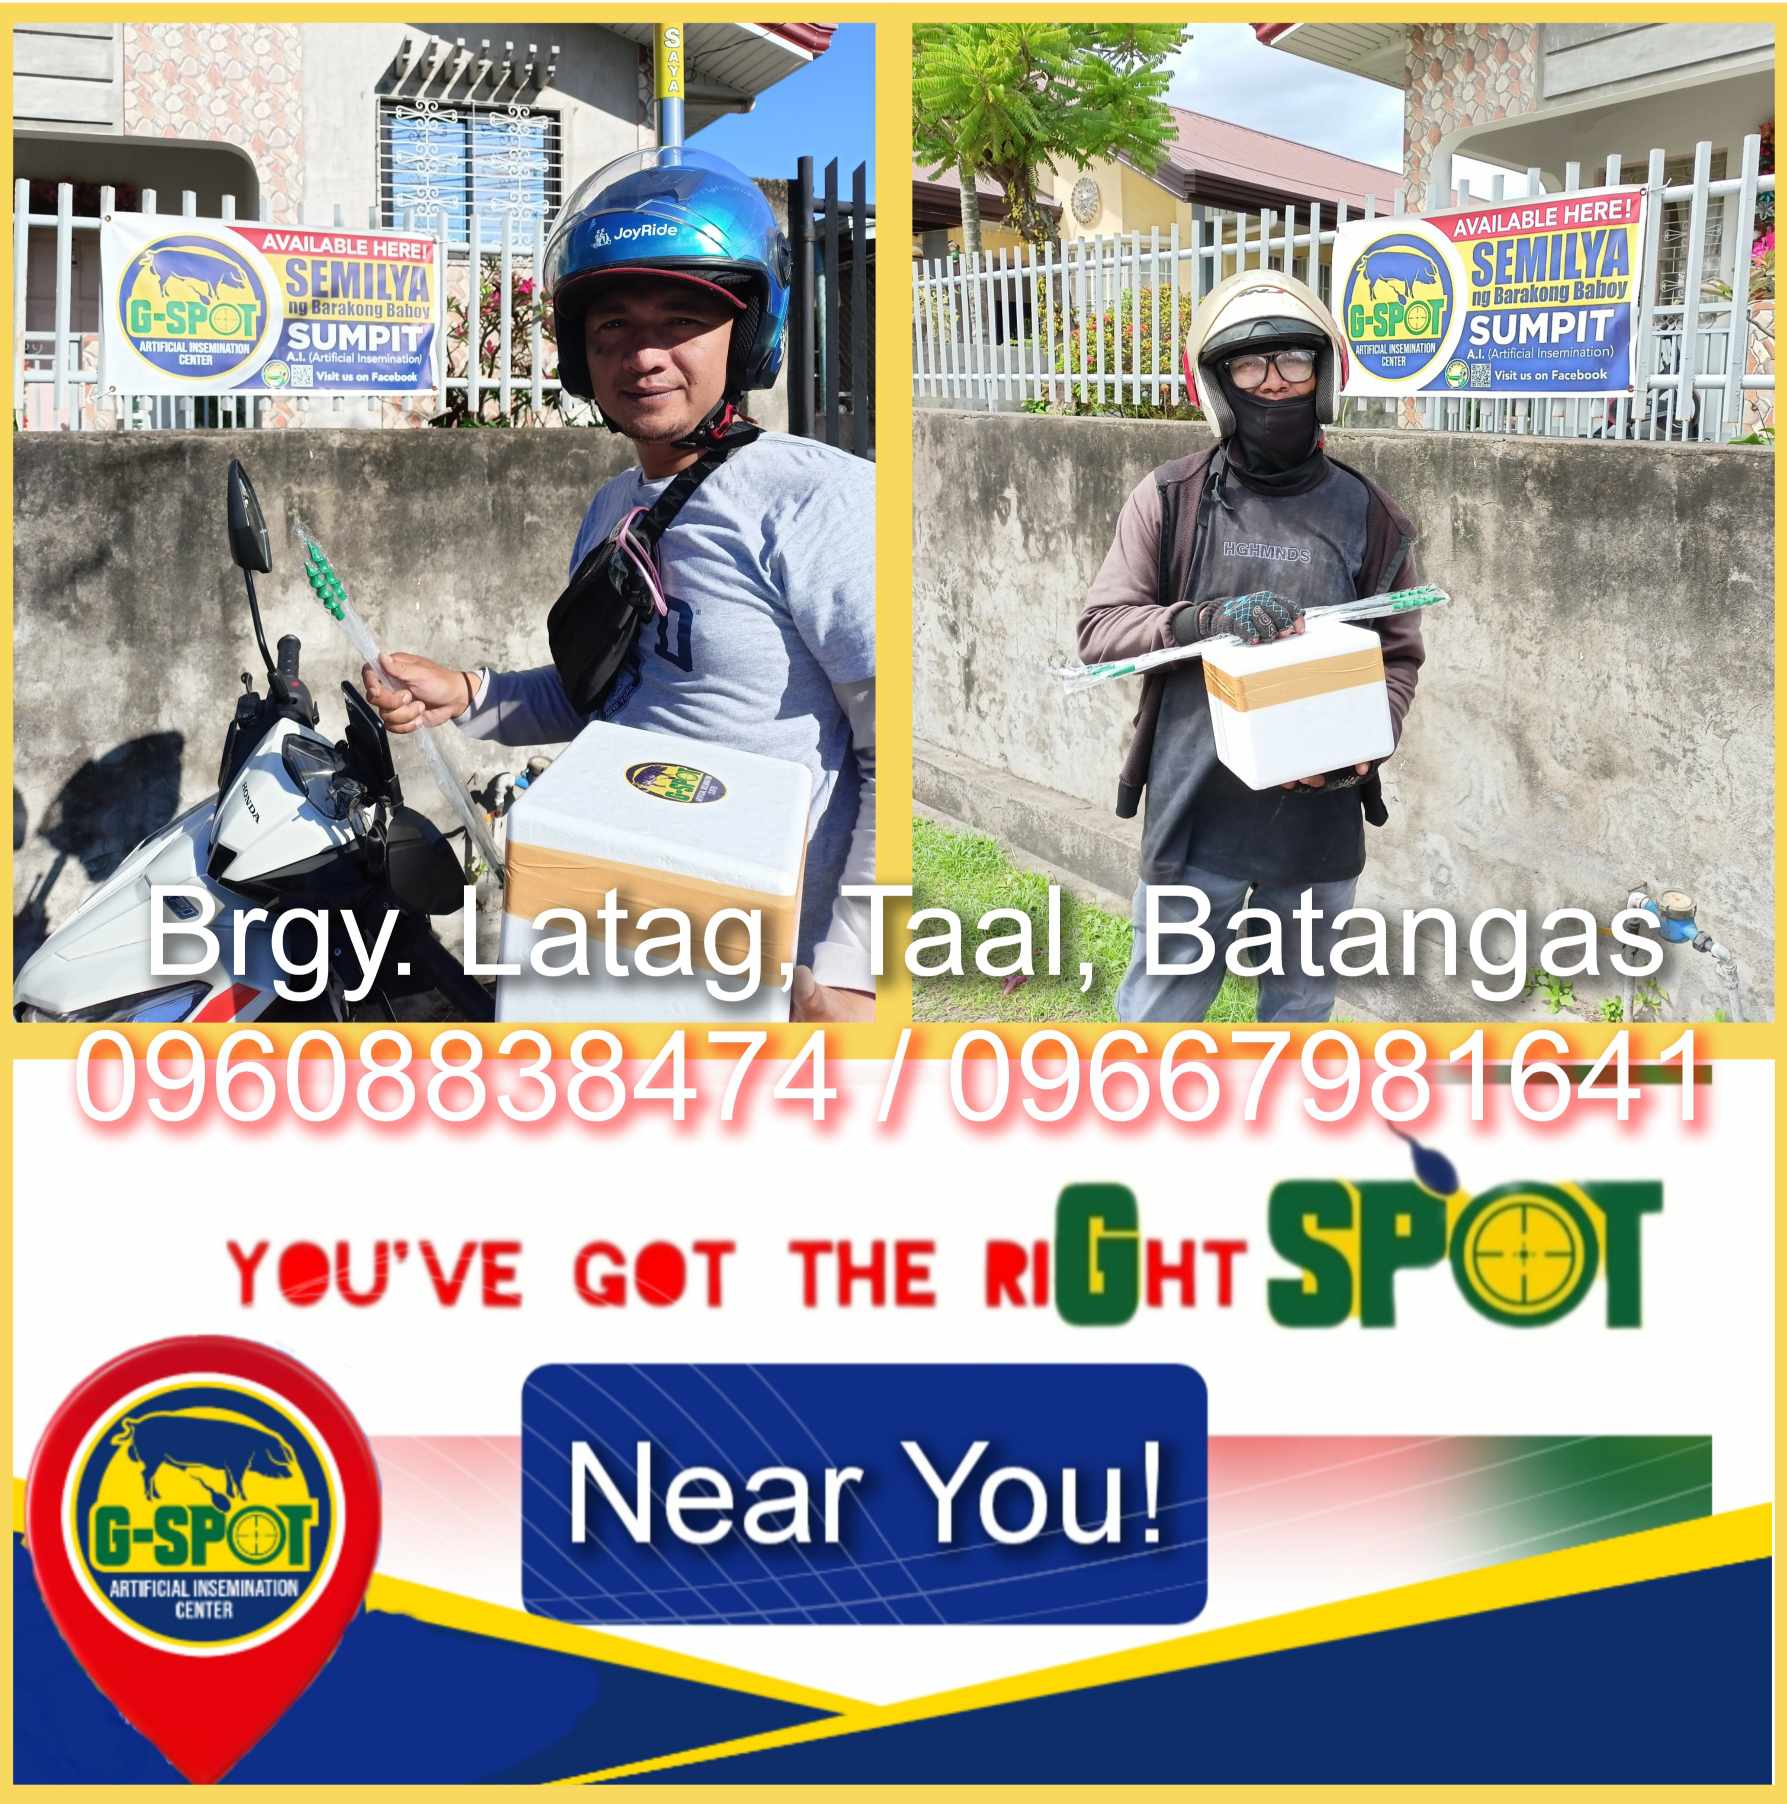 SAYA
JoyRide
AVAILABLE HERE!
SEMILYA
ng Barakong Baboy
SUMPIT
A.I. (Artificial Insemination)
Visit us on Facebook
G-SPOT
ARTIFICIAL INSEMINATION
CENTER
HONDA
G-SPOT
AVAILABLE HERE!
SEMILYA
ng Barakong Baboy
SUMPIT
A.I. (Artificial Insemination)
Visit us on Facebook
G-SPOT
ARTIFICIAL INSEMINATION
CENTER
HGHMNDS
Brgy. Latag, Taal, Batangas
09608838474 / 09667981641
YOU'VE GOT THE RIGHT SPOT
Near You!
G-SPOT
ARTIFICIAL INSEMINATION
CENTER